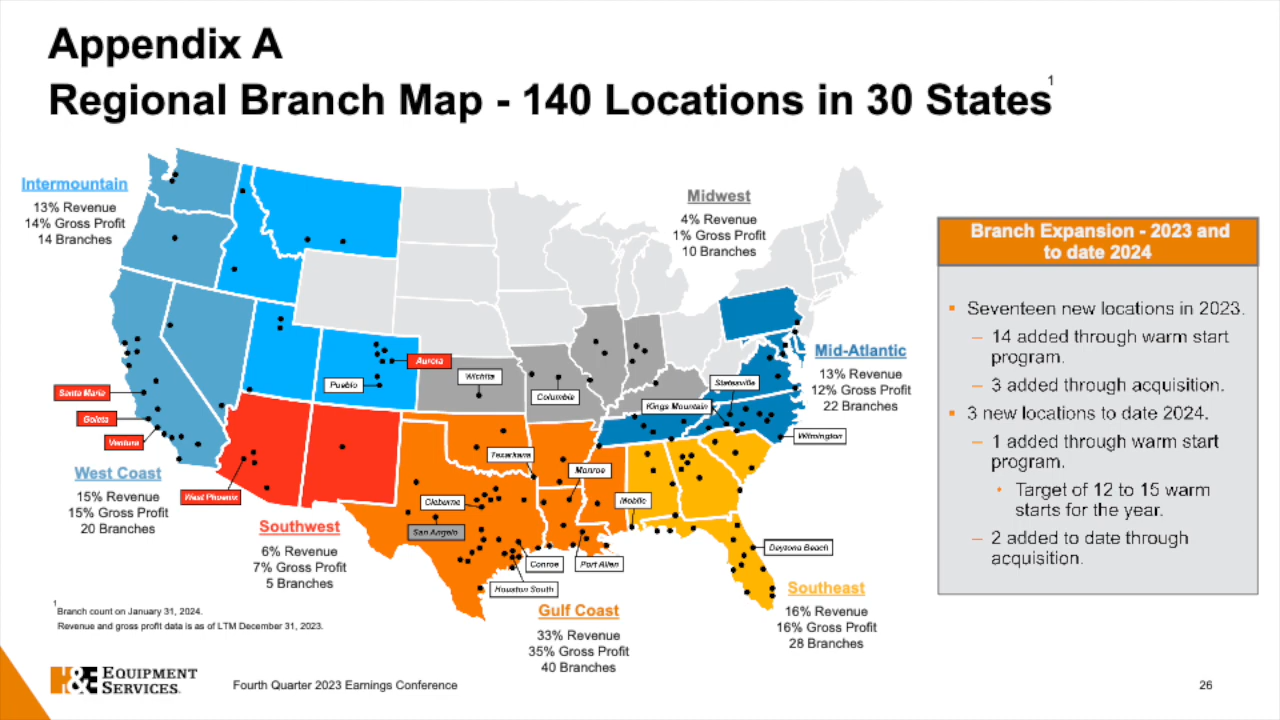 Appendix A
Regional Branch Map - 140 Locations in 30 States1
Intermountain
13% Revenue
14% Gross Profit
14 Branches
Midwest
4% Revenue
1% Gross Profit
10 Branches
Mid-Atlantic
13% Revenue
12% Gross Profit
22 Branches
Aurora
Pueblo
Wichita
Columbia
Statesville
Kings Mountain
Wilmington
Santa Maria
Goleta
Ventura
West Phoenix
Texarkana
Monroe
Cleburne
San Angelo
Mobile
Conroe
Port Allen
Houston South
Daytona Beach
West Coast
15% Revenue
15% Gross Profit
20 Branches
Southwest
6% Revenue
7% Gross Profit
5 Branches
Gulf Coast
33% Revenue
35% Gross Profit
40 Branches
Southeast
16% Revenue
16% Gross Profit
28 Branches
Branch Expansion - 2023 and
to date 2024
▪ Seventeen new locations in 2023.
– 14 added through warm start
program.
– 3 added through acquisition.
▪ 3 new locations to date 2024.
– 1 added through warm start
program.
• Target of 12 to 15 warm
starts for the year.
– 2 added to date through
acquisition.
1Branch count on January 31, 2024.
Revenue and gross profit data is as of LTM December 31, 2023.
H&E EQUIPMENT
SERVICES.
Fourth Quarter 2023 Earnings Conference
26